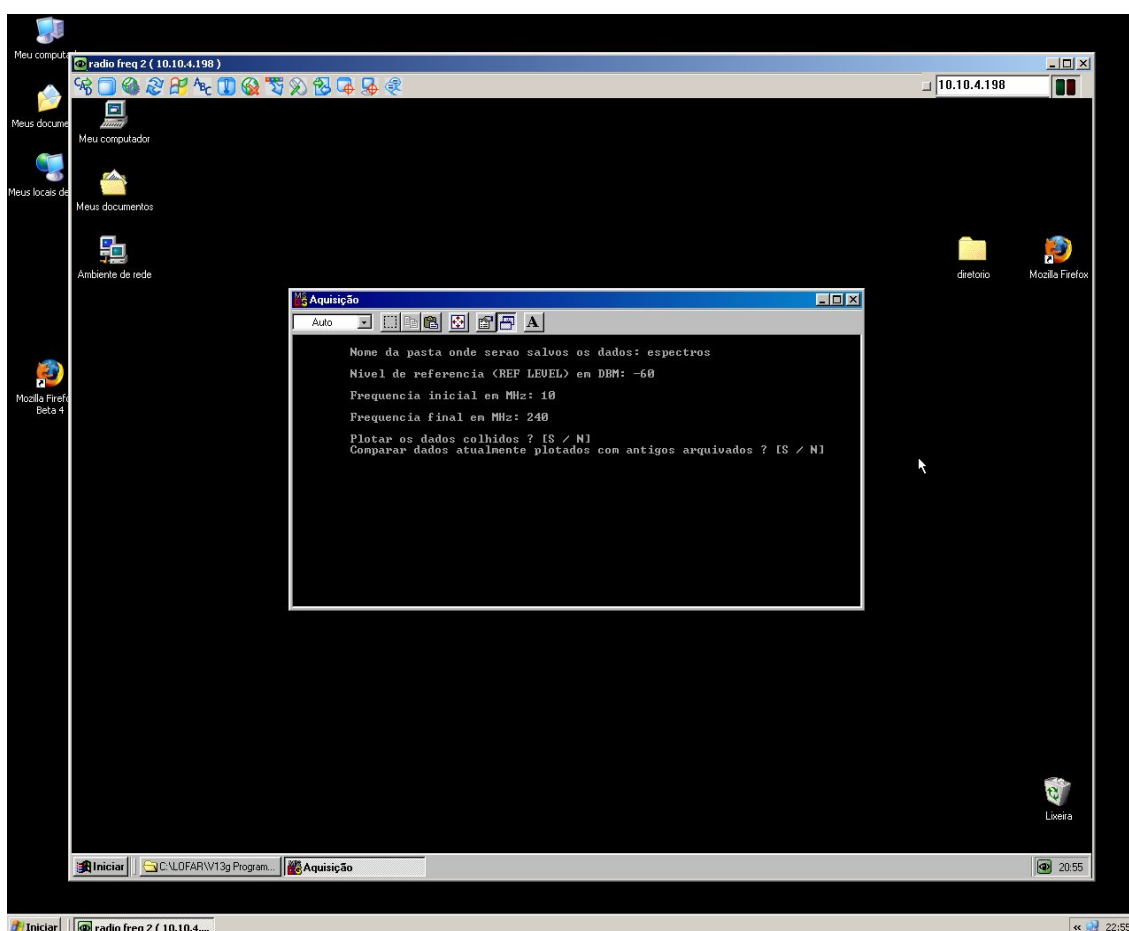 Meu computa
radio freq 2 ( 10.10.4.198 )
10.10.4.198
Meus docume
Meu computador
Meus locais de
Meus documentos
Ambiente de rede
diretorio
Mozilla Firefox
Aquisição
Auto
A
Nome da pasta onde serao salvos os dados: espectros
Nivel de referencia (REF LEVEL) em DBM: -60
Frequencia inicial em MHz: 10
Frequencia final em MHz: 240
Plotar os dados colhidos ? [S / N]
Comparar dados atualmente plotados com antigos arquivados ? [S / N]
Mozilla Firefo
Beta 4
Lixeira
Iniciar
C:\LOFAR\V13g Program...
Aquisição
20:55
Iniciar
radio freq 2 ( 10.10.4....
22:55